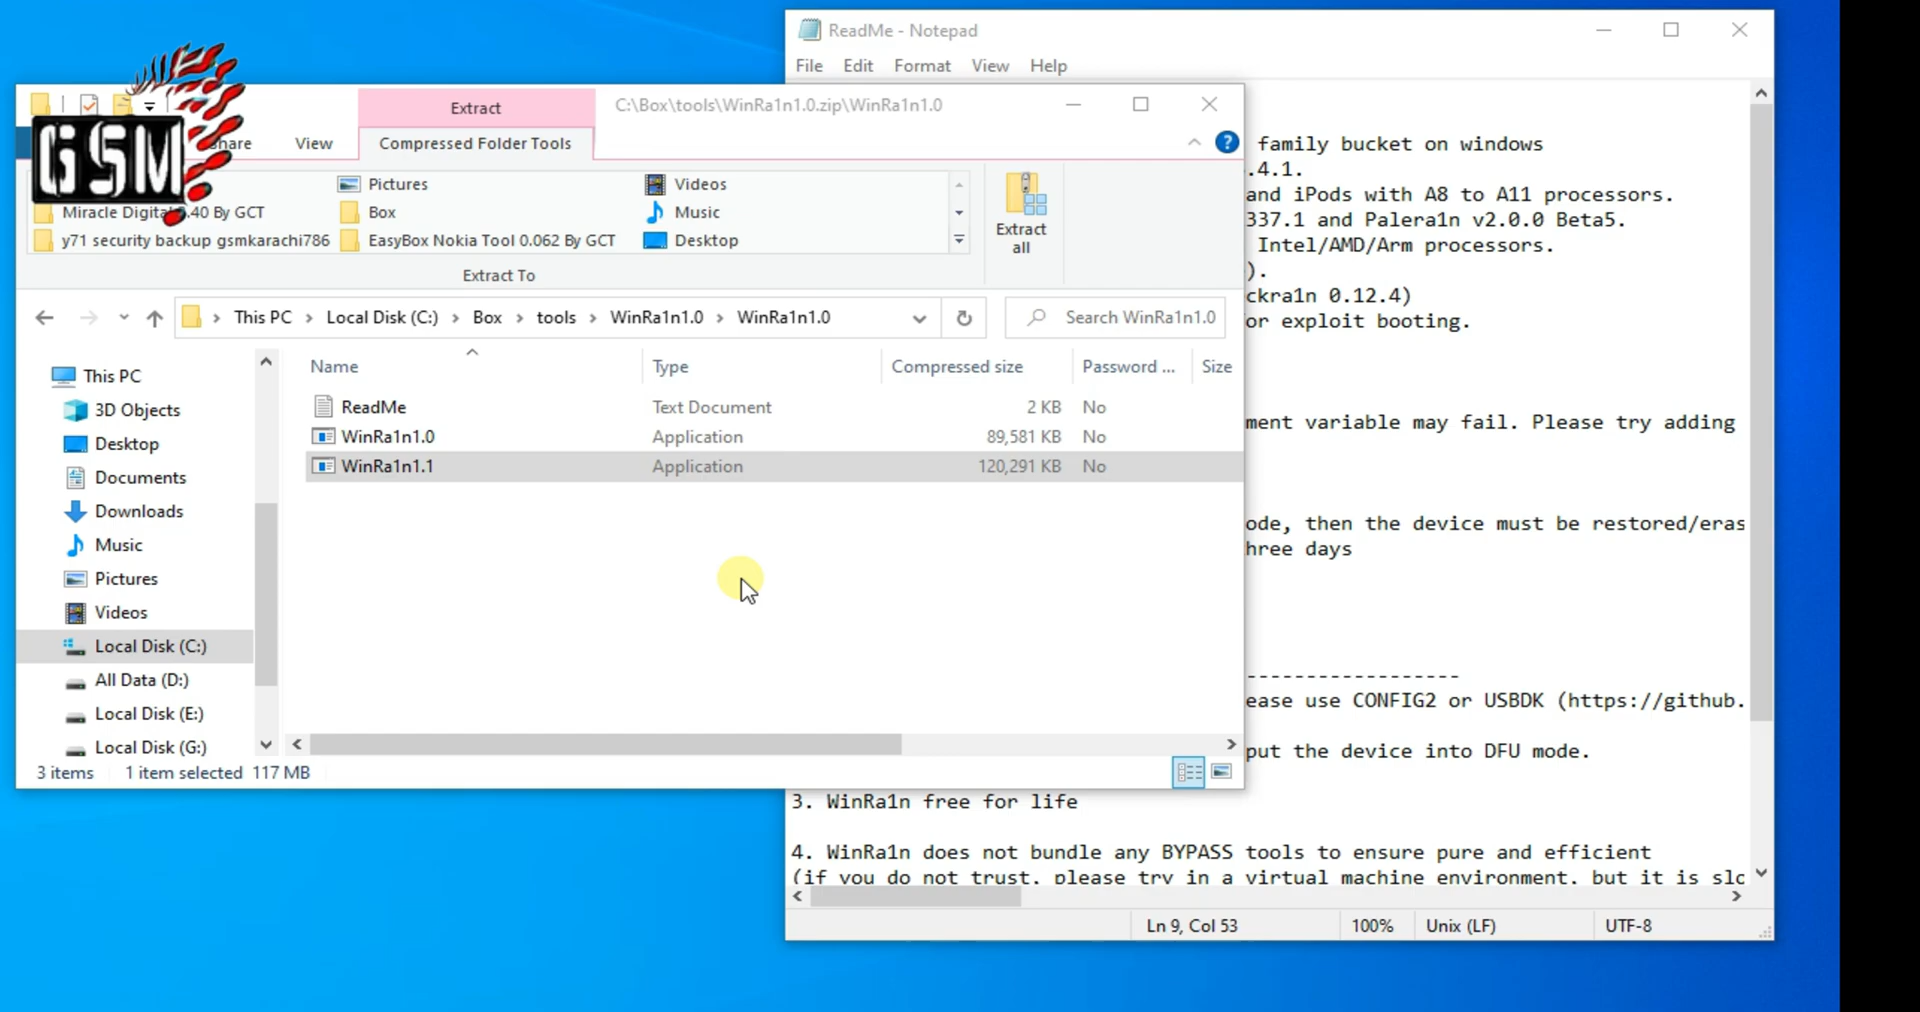 ReadMe - Notepad
File Edit Format View Help
Extract
C:\Box\tools\WinRa1n1.0.zip\WinRa1n1.0
View
Compressed Folder Tools
GSM
Pictures
Videos
Miracle Digital
.40 By GCT
Box
Music
y71 security backup gsmkarachi786
EasyBox Nokia Tool 0.062 By GCT
Desktop
Extract
all
Extract To
This PC > Local Disk (C:) > Box > tools > WinRa1n1.0 > WinRa1n1.0
Search WinRa1n1.0
Name Type Compressed size Password ... Size
ReadMe Text Document 2 KB No
WinRa1n1.0 Application 89,581 KB No
WinRa1n1.1 Application 120,291 KB No
This PC
3D Objects
Desktop
Documents
Downloads
Music
Pictures
Videos
Local Disk (C:)
All Data (D:)
Local Disk (E:)
Local Disk (G:)
3 items 1 item selected 117 MB
family bucket on windows
.4.1.
and iPods with A8 to A11 processors.
337.1 and Palera1n v2.0.0 Beta5.
Intel/AMD/Arm processors.
).
ckra1n 0.12.4)
or exploit booting.
ment variable may fail. Please try adding
ode, then the device must be restored/eras
hree days
------------------
ease use CONFIG2 or USBDK (https://github.
put the device into DFU mode.
3. WinRa1n free for life
4. WinRa1n does not bundle any BYPASS tools to ensure pure and efficient
(if you do not trust, please try in a virtual machine environment, but it is slo
Ln 9, Col 53 100% Unix (LF) UTF-8